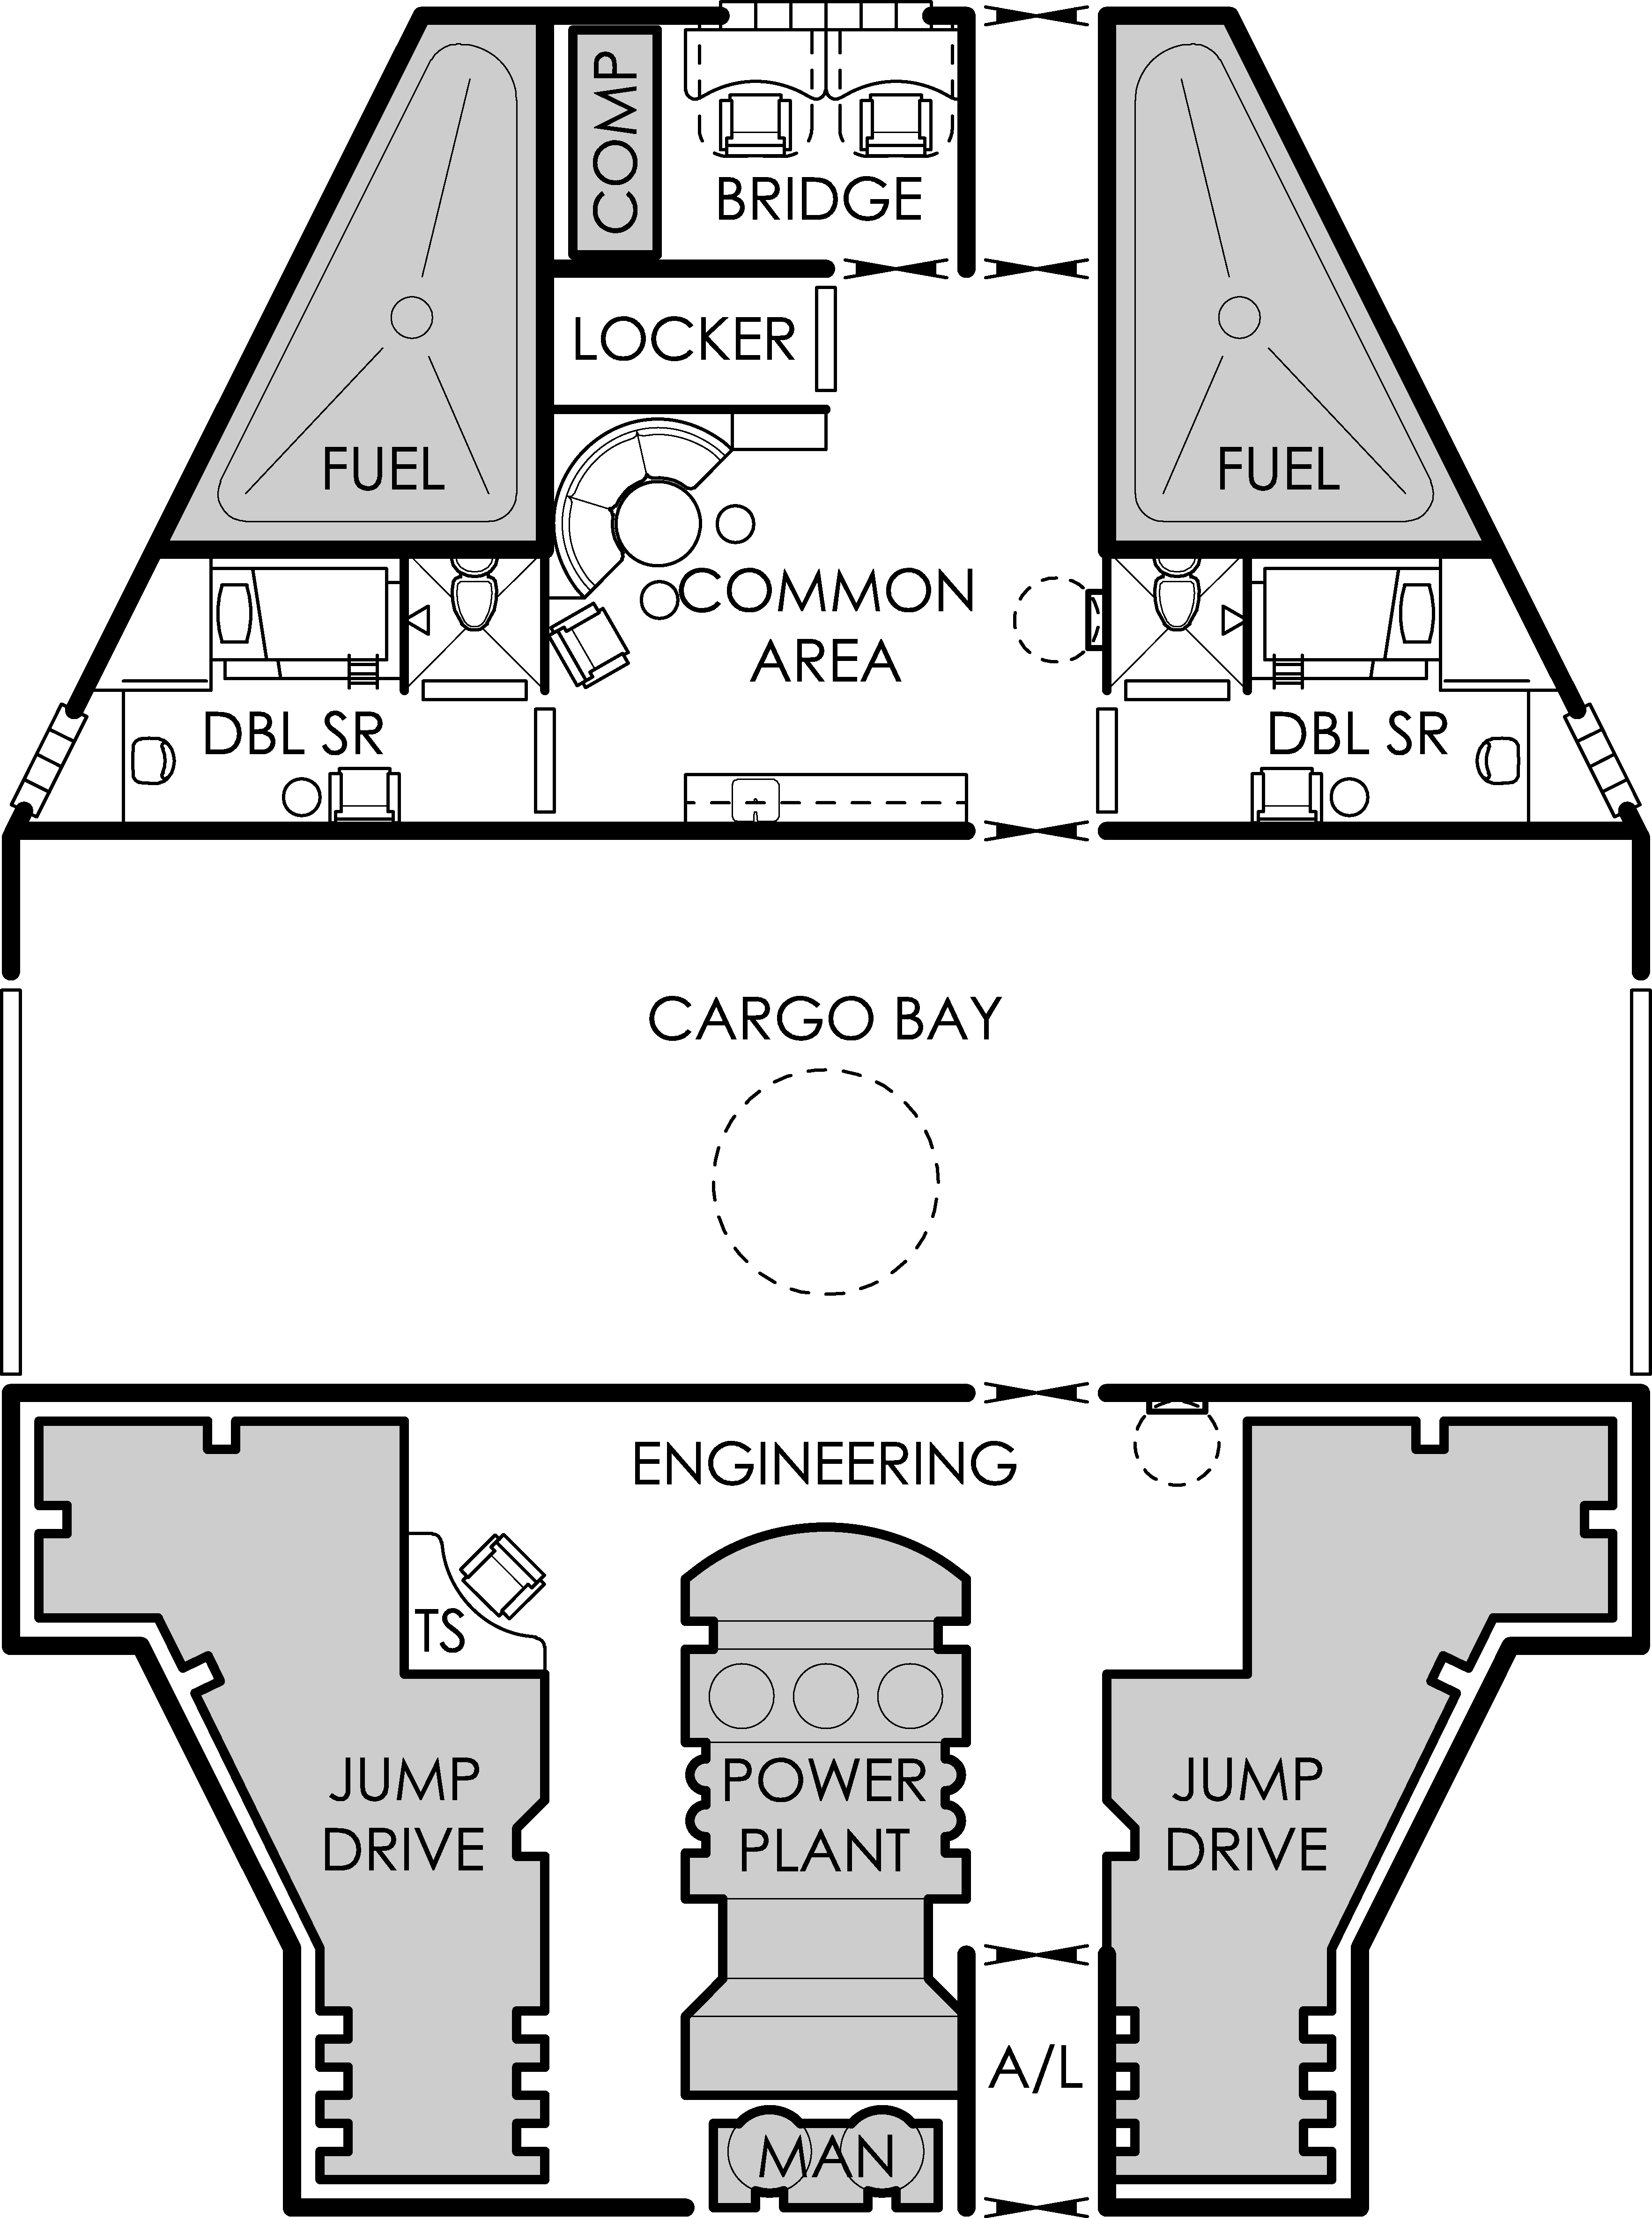 COMP
BRIDGE
LOCKER
FUEL
FUEL
COMMON
AREA
DBL SR
DBL SR
CARGO BAY
ENGINEERING
TS
JUMP
DRIVE
POWER
PLANT
JUMP
DRIVE
A/L
MAN